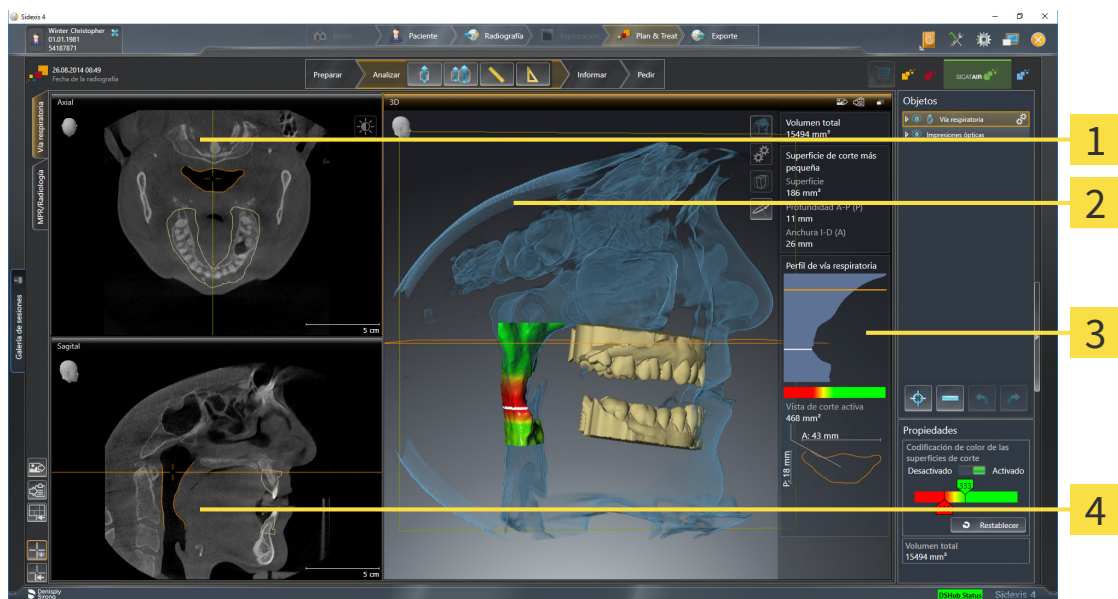 Sidexis 4
Winter Christopher
01.01.1981
54187871
Inicio
Paciente
Radiografía
Exploración
Plan & Treat
Exporte
26.08.2014 08:49
Fecha de la radiografía
Preparar
Analizar
Informar
Pedir
SICATAIR
Vía respiratoria
MPR/Radiología
Galería de sesiones
Axial
5 cm
Sagital
5 cm
3D
Volumen total
15494 mm³
Superficie de corte más
pequeña
Superficie
186 mm²
Profundidad A-P (P)
11 mm
Anchura I-D (A)
26 mm
Perfil de vía respiratoria
Vista de corte activa
468 mm²
A: 43 mm
P: 18 mm
Objetos
Vía respiratoria
Impresiones ópticas
Propiedades
Codificación de color de las
superficies de corte
Desactivado
Activado
333
Restablecer
Volumen total
15494 mm³
1
2
3
4
Dentsply
Sirona
DSHub Status
Sidexis 4